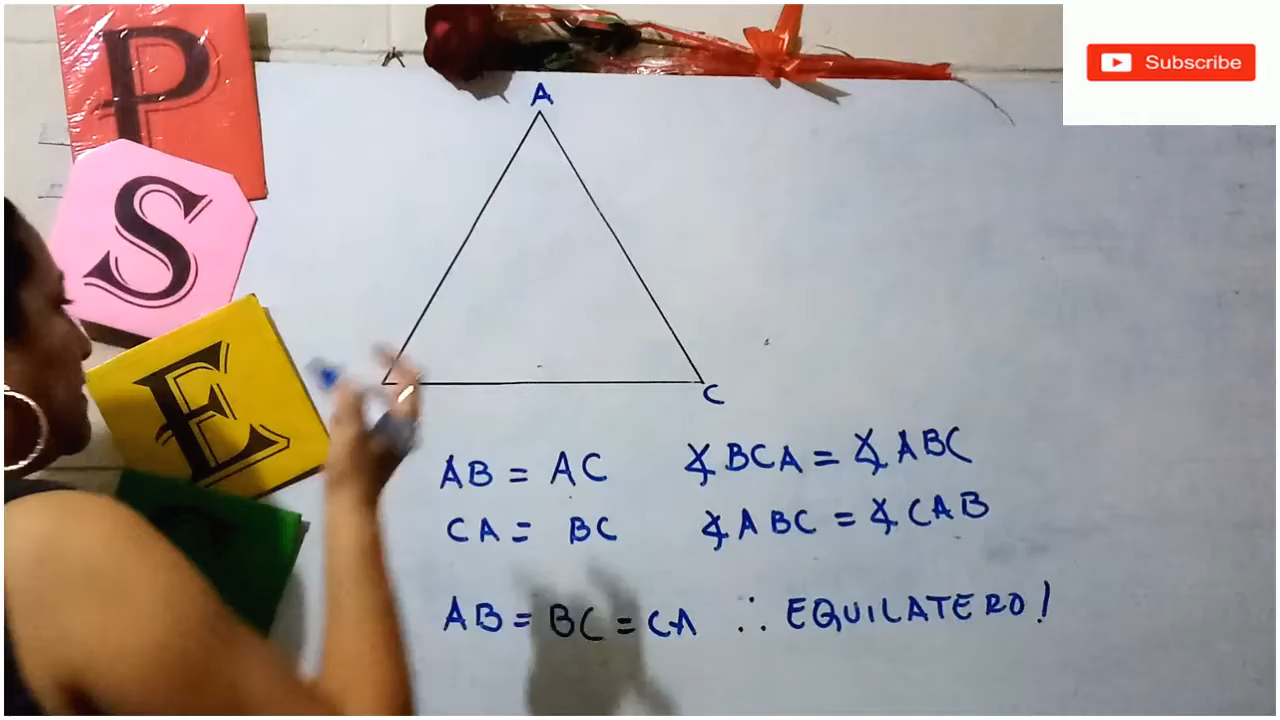 P
S
E
Subscribe
A
C
AB = AC ∡BCA = ∡ABC
CA = BC ∡ABC = ∡CAB
AB = BC = CA ∴ EQUILATERO!